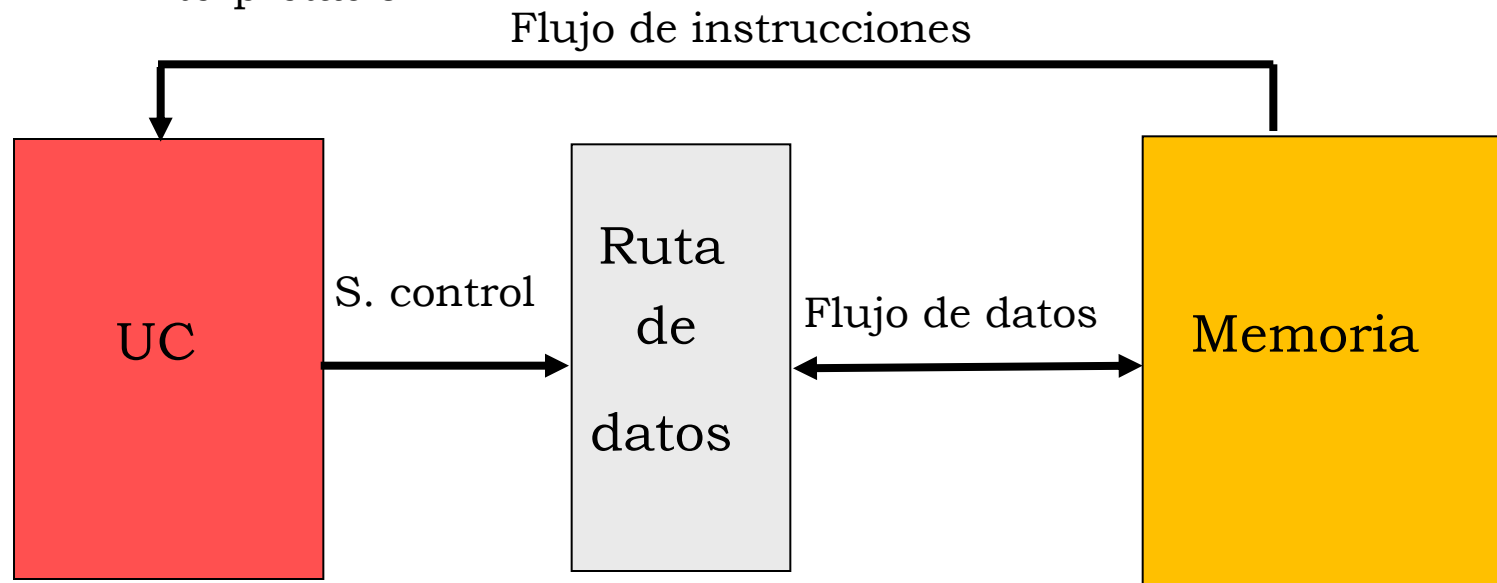 Flujo de instrucciones
UC
S. control
Ruta
de
datos
Flujo de datos
Memoria